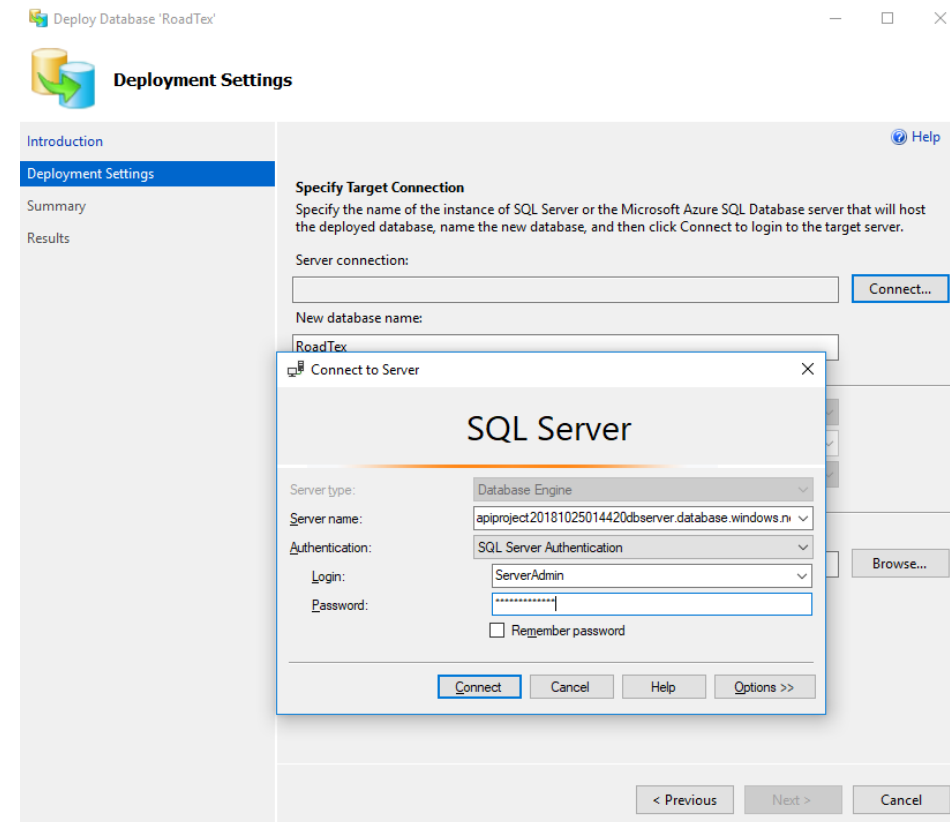 Deploy Database 'RoadTex'
Deployment Settings
Introduction
Deployment Settings
Summary
Results
Help
Specify Target Connection
Specify the name of the instance of SQL Server or the Microsoft Azure SQL Database server that will host
the deployed database, name the new database, and then click Connect to login to the target server.
Server connection:
Connect...
New database name:
RoadTex
Connect to Server
SQL Server
Server type:
Database Engine
Server name:
apiproject20181025014420dbserver.database.windows.n
Authentication:
SQL Server Authentication
Login:
ServerAdmin
Password:
*************
Remember password
Connect
Cancel
Help
Options >>
Browse...
< Previous
Next >
Cancel